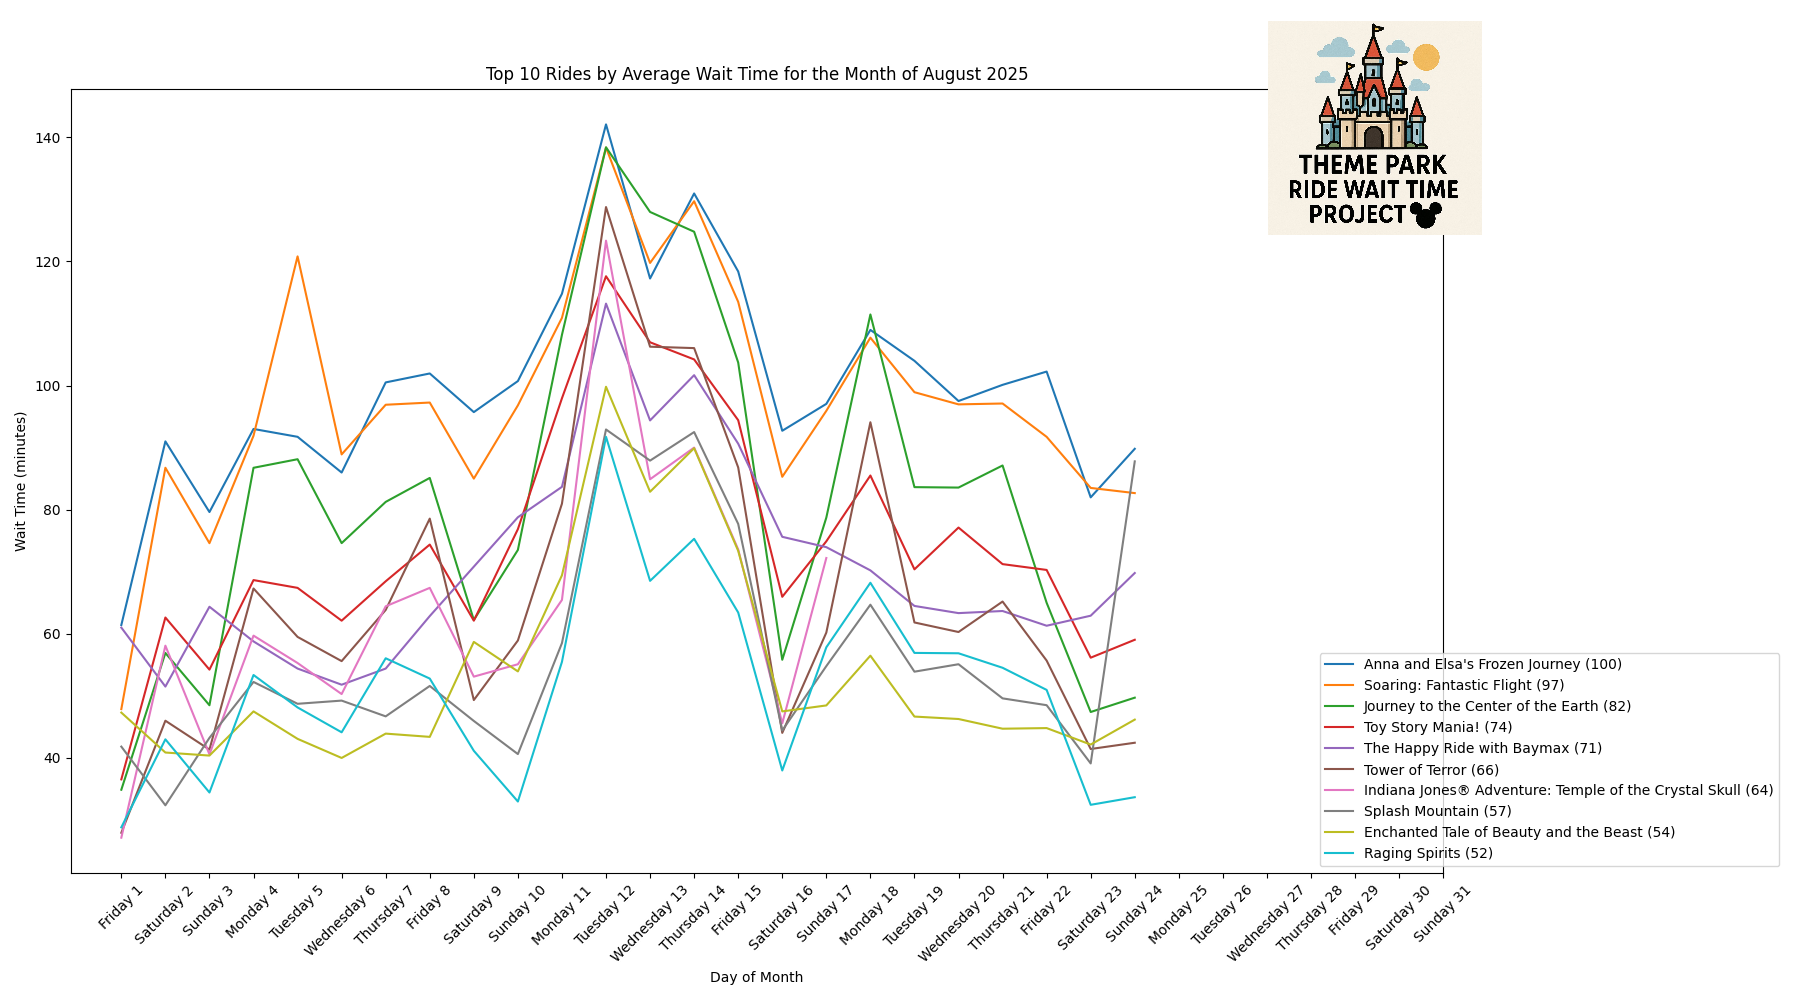 THEME PARK
RIDE WAIT TIME
PROJECT
Top 10 Rides by Average Wait Time for the Month of August 2025
Wait Time (minutes)
140
120
100
80
60
40
Anna and Elsa's Frozen Journey (100)
Soaring: Fantastic Flight (97)
Journey to the Center of the Earth (82)
Toy Story Mania! (74)
The Happy Ride with Baymax (71)
Tower of Terror (66)
Indiana Jones® Adventure: Temple of the Crystal Skull (64)
Splash Mountain (57)
Enchanted Tale of Beauty and the Beast (54)
Raging Spirits (52)
Friday 1
Saturday 2
Sunday 3
Monday 4
Tuesday 5
Wednesday 6
Thursday 7
Friday 8
Saturday 9
Sunday 10
Monday 11
Tuesday 12
Wednesday 13
Thursday 14
Friday 15
Saturday 16
Sunday 17
Monday 18
Tuesday 19
Wednesday 20
Thursday 21
Friday 22
Saturday 23
Sunday 24
Monday 25
Tuesday 26
Wednesday 27
Thursday 28
Friday 29
Saturday 30
Sunday 31
Day of Month